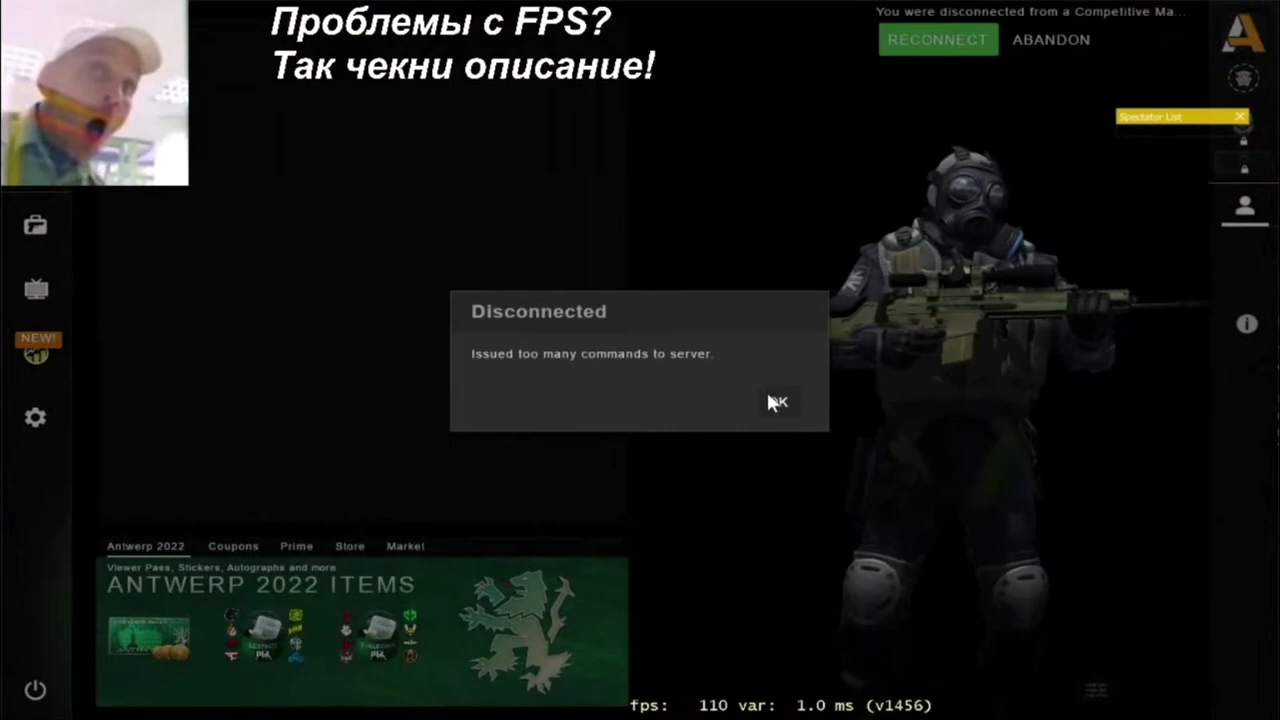 Проблемы с FPS?
Так чекни описание!
You were disconnected from a Competitive Ma...
RECONNECT
ABANDON
Spectator List
NEW!
Disconnected
Issued too many commands to server.
OK
Antwerp 2022
Coupons
Prime
Store
Market
Viewer Pass, Stickers, Autographs and more
ANTWERP 2022 ITEMS
fps: 110 var: 1.0 ms (v1456)